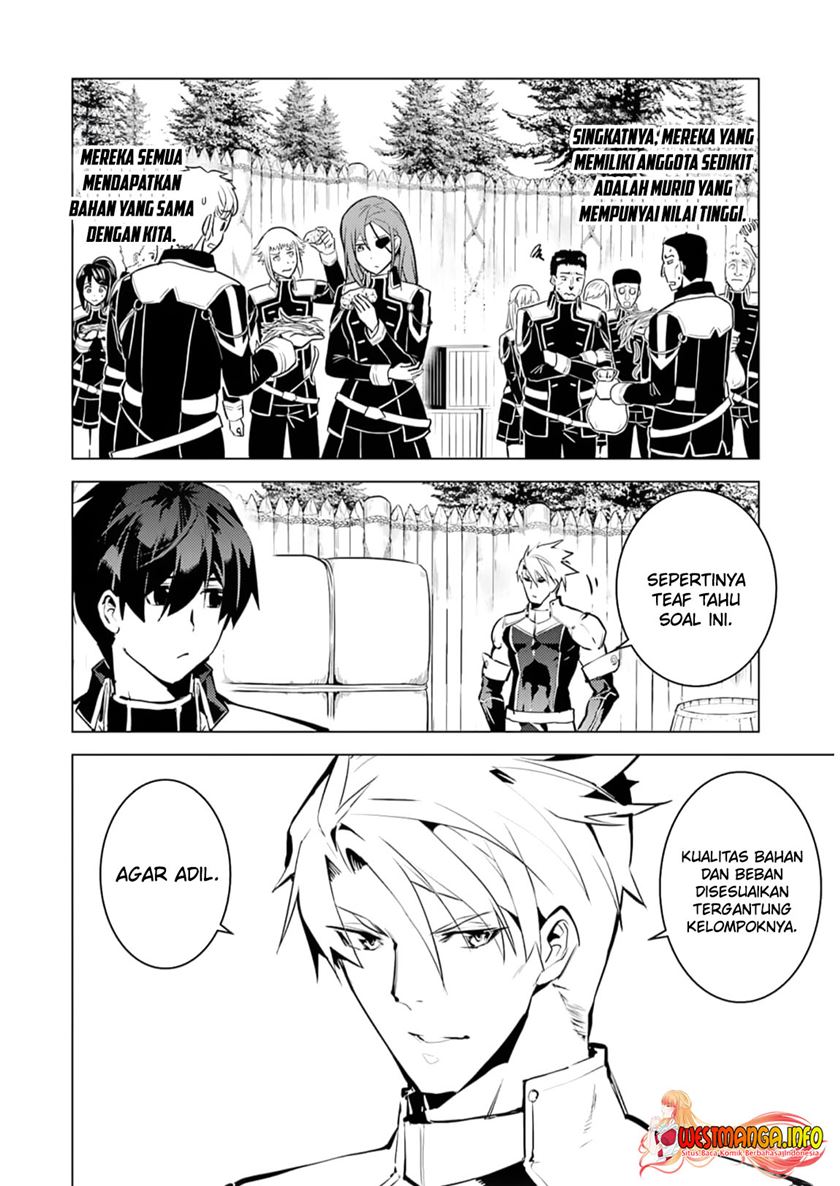 SINGKATNYA, MEREKA YANG
MEMILIKI ANGGOTA SEDIKIT
ADALAH MURID YANG
MEMPUNYAI NILAI TINGGI.
MEREKA SEMUA
MENDAPATKAN
BAHAN YANG SAMA
DENGAN KITA.
SEPERTINYA
TEAF TAHU
SOAL INI.
KUALITAS BAHAN
DAN BEBAN
DISESUAIKAN
TERGANTUNG
KELOMPOKNYA.
AGAR ADIL.
WESTMANGA.INFO
Situs Baca Komik Berbahasa Indonesia